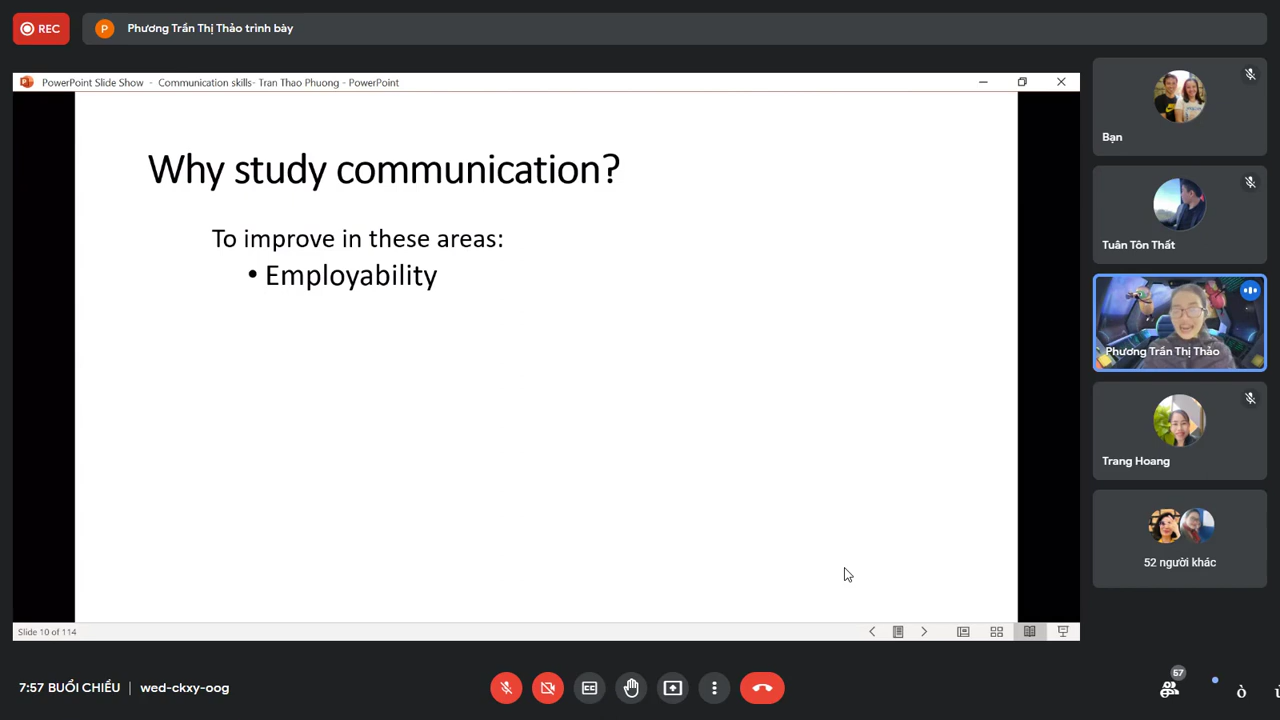 REC
P
Phương Trần Thị Thảo trình bày
PowerPoint Slide Show - Communication skills- Tran Thao Phuong - PowerPoint
Why study communication?
To improve in these areas:
• Employability
Slide 10 of 114
Bạn
Tuân Tôn Thất
Phương Trần Thị Thảo
Trang Hoang
52 người khác
7:57 BUỔI CHIỀU | wed-ckxy-oog
CC
57